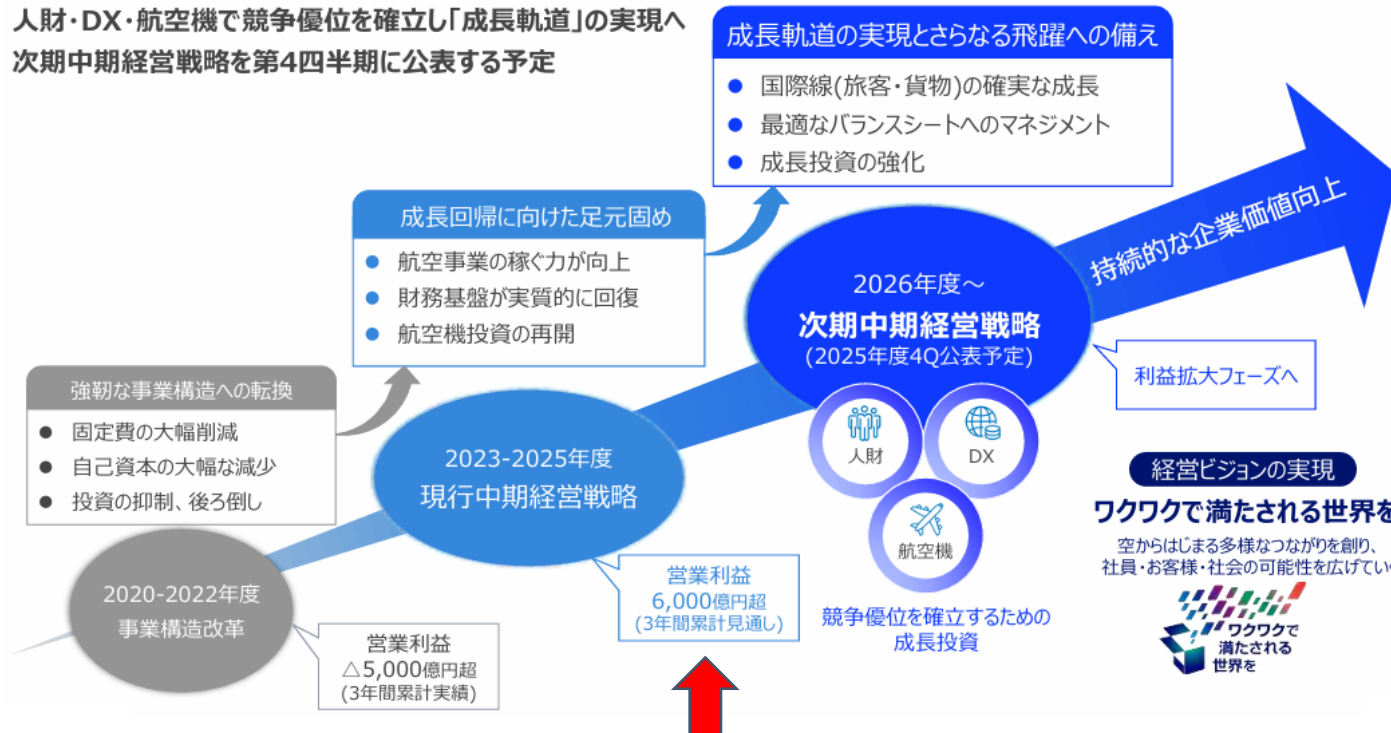 人財・DX・航空機で競争優位を確立し「成長軌道」の実現へ
次期中期経営戦略を第4四半期に公表する予定
成長軌道の実現とさらなる飛躍への備え
● 国際線(旅客・貨物)の確実な成長
● 最適なバランスシートへのマネジメント
● 成長投資の強化
成長回帰に向けた足元固め
● 航空事業の稼ぐ力が向上
● 財務基盤が実質的に回復
● 航空機投資の再開
強靭な事業構造への転換
● 固定費の大幅削減
● 自己資本の大幅な減少
● 投資の抑制、後ろ倒し
2020-2022年度
事業構造改革
営業利益
△5,000億円超
(3年間累計実績)
2023-2025年度
現行中期経営戦略
営業利益
6,000億円超
(3年間累計見通し)
2026年度～
次期中期経営戦略
(2025年度4Q公表予定)
人財
DX
航空機
競争優位を確立するための
成長投資
持続的な企業価値向上
利益拡大フェーズへ
経営ビジョンの実現
ワクワクで満たされる世界を
空からはじまる多様なつながりを創り、
社員・お客様・社会の可能性を広げてい
ワクワクで
満たされる
世界を